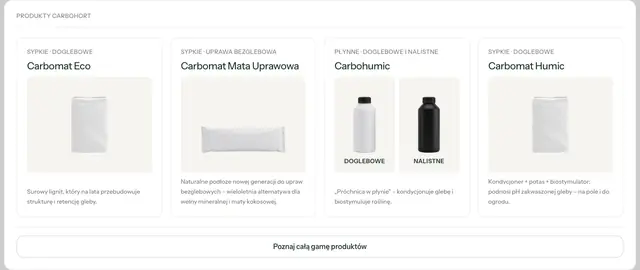 PRODUKTY CARBOHORT
SYPKIE · DOGLEBOWE
Carbomat Eco
Surowy lignit, który na lata przebudowuje
strukturę i retencję gleby.
SYPKIE · UPRAWA BEZGLEBOWA
Carbomat Mata Uprawowa
Naturalne podłoże nowej generacji do upraw
bezglebowych – wieloletnia alternatywa dla
wełny mineralnej i maty kokosowej.
PŁYNNE · DOGLEBOWE I NALISTNE
Carbohumic
DOGLEBOWE
NALISTNE
„Próchnica w płynie” – kondycjonuje glebę i
biostymuluje roślinę.
SYPKIE · DOGLEBOWE
Carbomat Humic
Kondycjoner + potas + biostymulator;
podnosi pH zakwaszonej gleby – na pole i do
ogrodu.
Poznaj całą gamę produktów